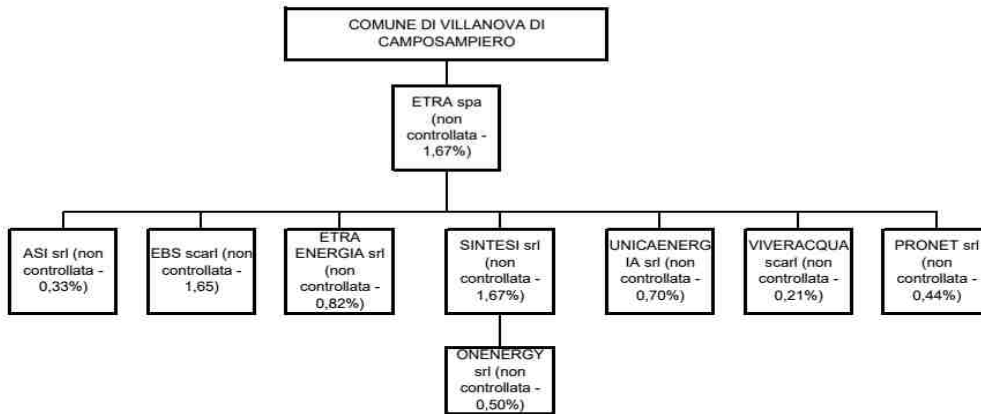 COMUNE DI VILLANOVA DI
CAMPOSAMPIERO
ETRA spa
(non
controllata -
1,67%)
ASI srl (non
controllata -
0,33%)
EBS scarl (non
controllata -
1,65)
ETRA
ENERGIA srl
(non
controllata -
0,82%)
SINTESI srl
(non
controllata -
1,67%)
UNICAENERG
IA srl (non
controllata -
0,70%)
VIVERACQUA
scarl (non
controllata -
0,21%)
PRONET srl
(non
controllata -
0,44%)
ONENERGY
srl (non
controllata -
0,50%)